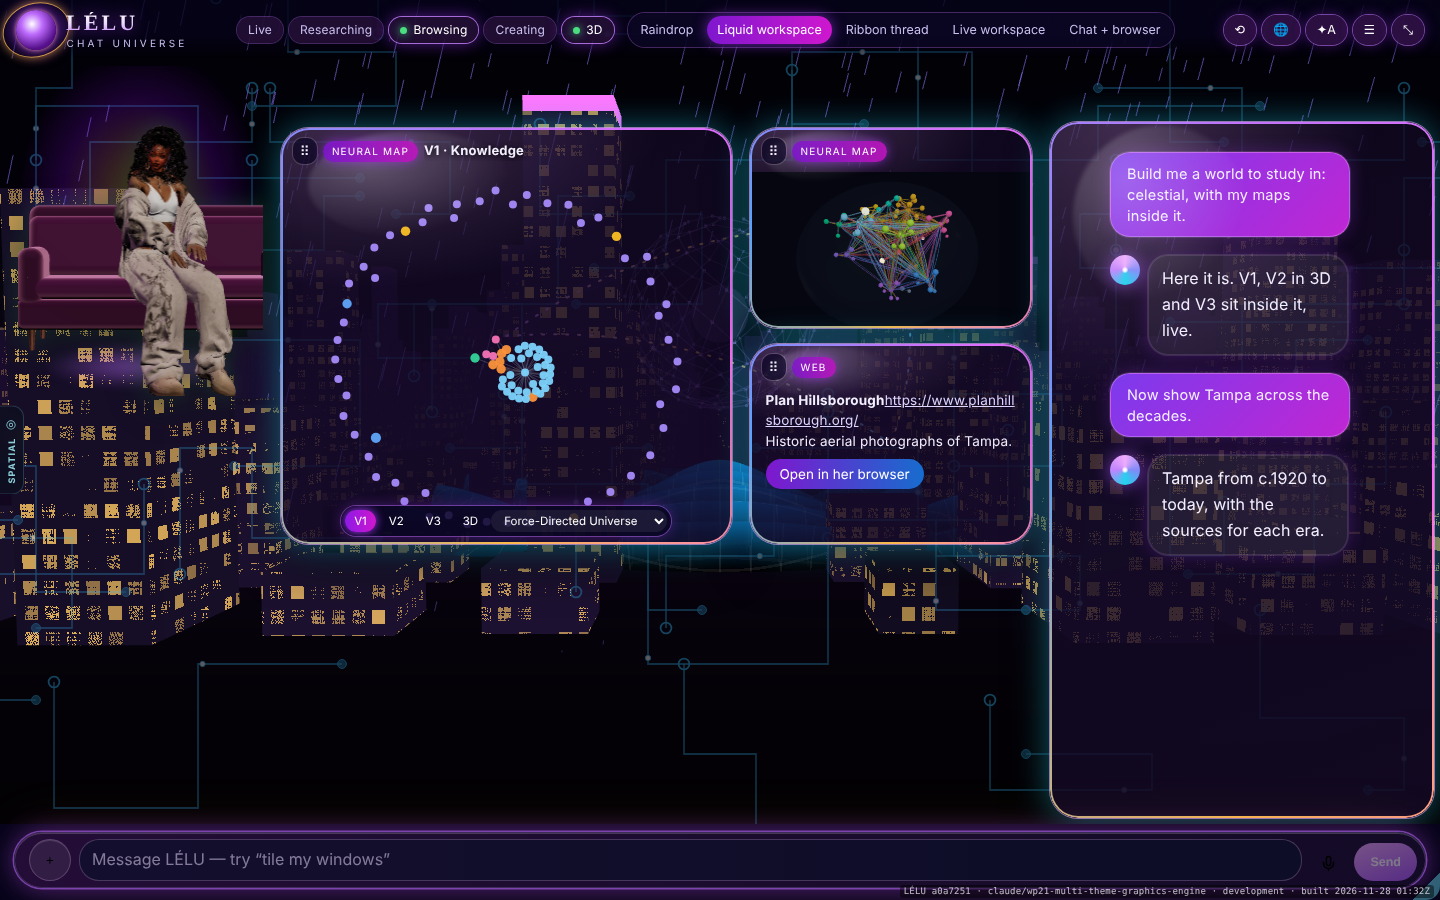 LÉLU
CHAT UNIVERSE
Live
Researching
Browsing
Creating
3D
Raindrop
Liquid workspace
Ribbon thread
Live workspace
Chat + browser
A
NEURAL MAP
V1 · Knowledge
NEURAL MAP
WEB
Plan Hillsboroughhttps://www.planhill
sborough.org/
Historic aerial photographs of Tampa.
Open in her browser
V1
V2
V3
3D
Force-Directed Universe
SPATIAL
Build me a world to study in:
celestial, with my maps
inside it.
Here it is. V1, V2 in 3D
and V3 sit inside it,
live.
Now show Tampa across the
decades.
Tampa from c.1920 to
today, with the
sources for each era.
Message LÉLU — try “tile my windows”
Send
LÉLU a0a7251 · claude/wp21-multi-theme-graphics-engine · development · built 2026-11-28 01:32Z